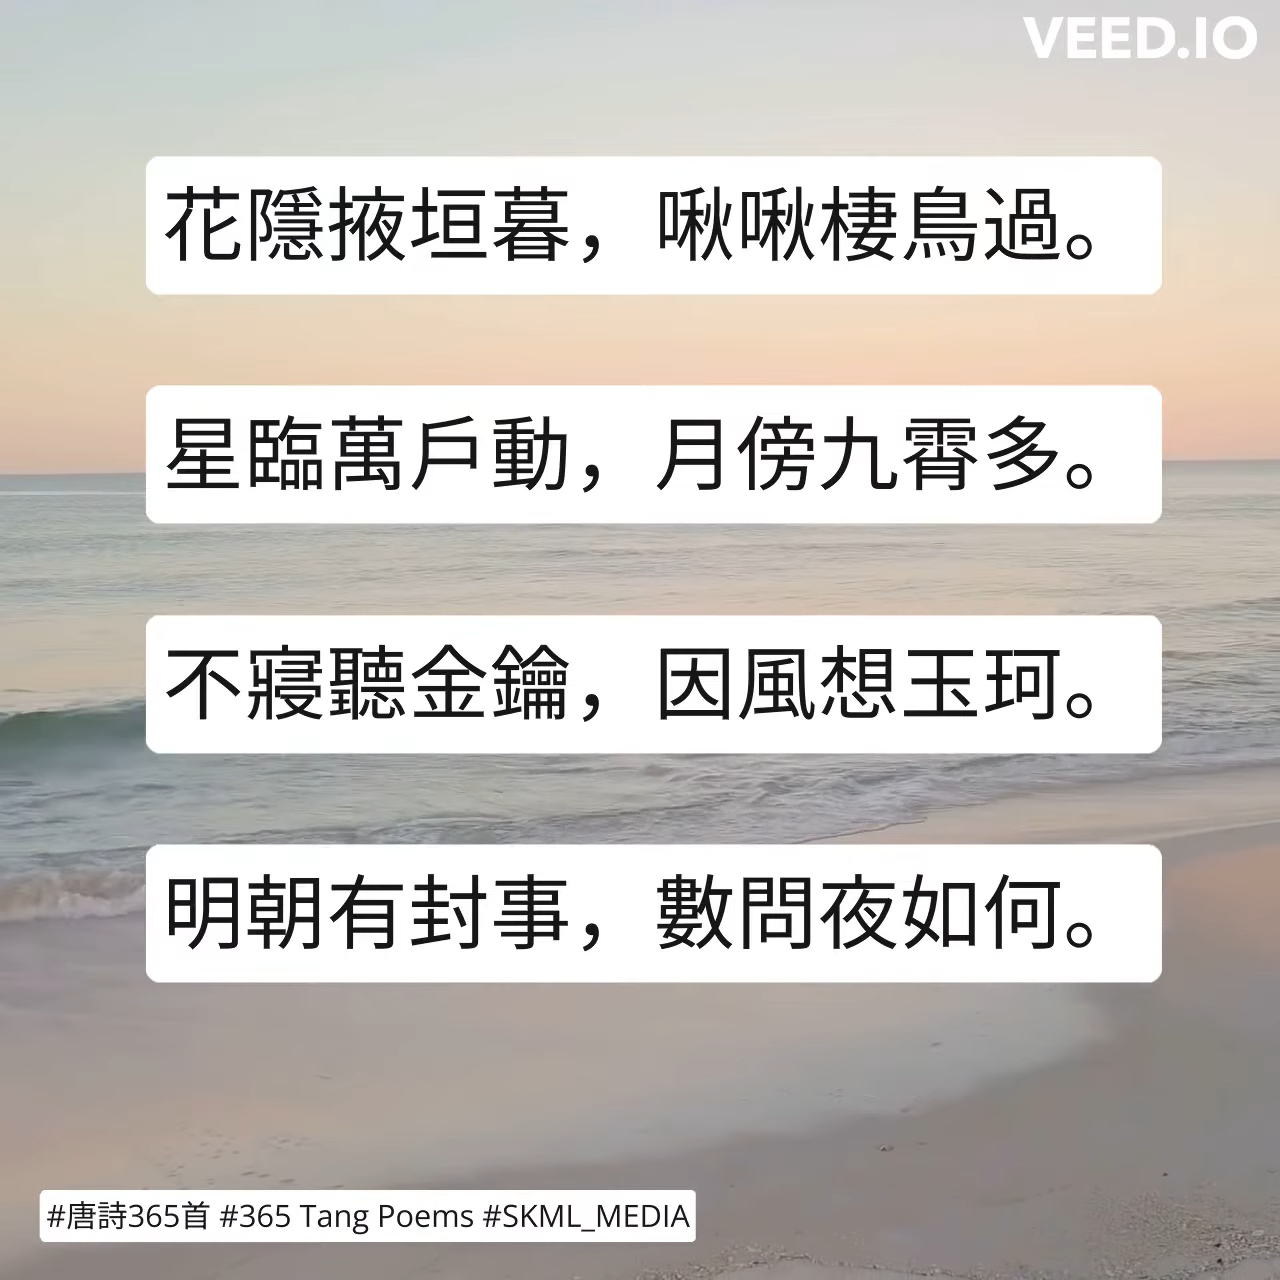 VEED.IO
花隱掖垣暮，啾啾棲鳥過。
星臨萬戶動，月傍九霄多。
不寢聽金鑰，因風想玉珂。
明朝有封事，數問夜如何。
#唐詩365首 #365 Tang Poems #SKML_MEDIA